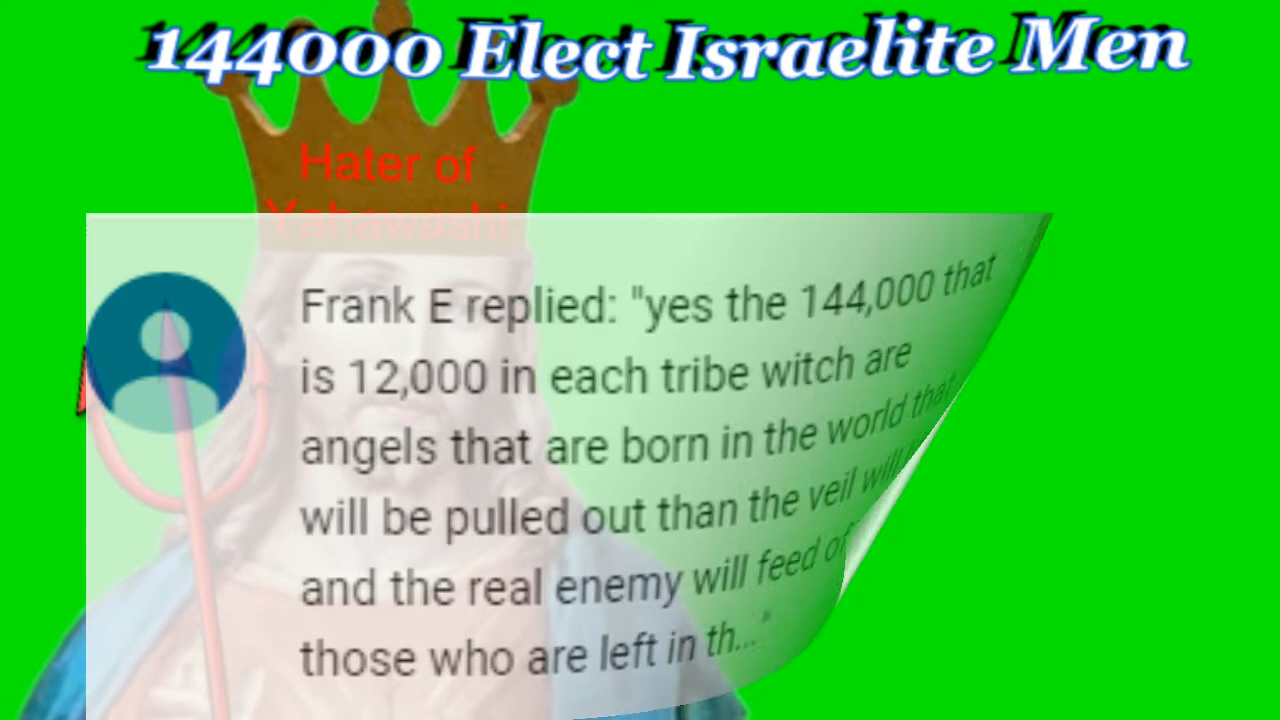 144000 Elect Israelite Men
Hater of
Yahawashi
Frank E replied: "yes the 144,000 that
is 12,000 in each tribe witch are
angels that are born in the world that
will be pulled out than the veil will
and the real enemy will feed of
those who are left in th..."